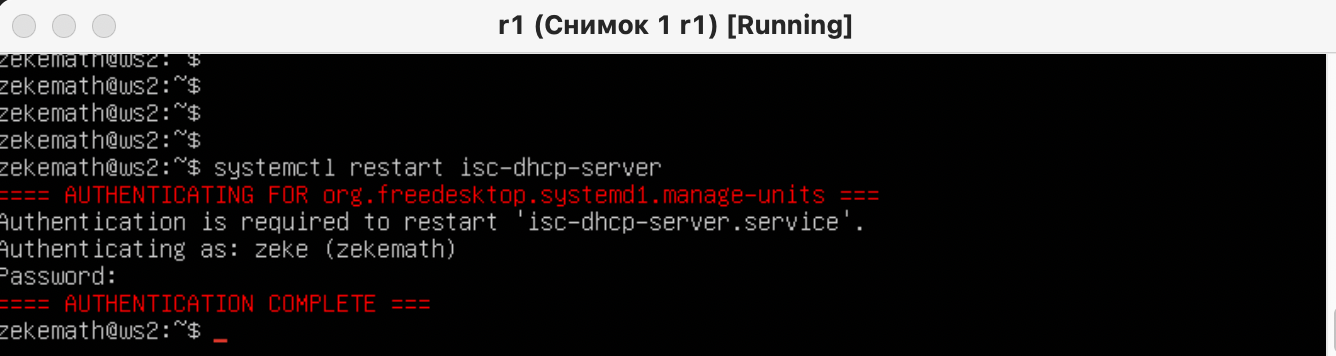 r1 (Снимок 1 r1) [Running]
zekemath@ws2:~$
zekemath@ws2:~$
zekemath@ws2:~$
zekemath@ws2:~$
zekemath@ws2:~$ systemctl restart isc-dhcp-server
==== AUTHENTICATING FOR org.freedesktop.systemd1.manage-units ===
Authentication is required to restart 'isc-dhcp-server.service'.
Authenticating as: zeke (zekemath)
Password:
==== AUTHENTICATION COMPLETE ===
zekemath@ws2:~$ _